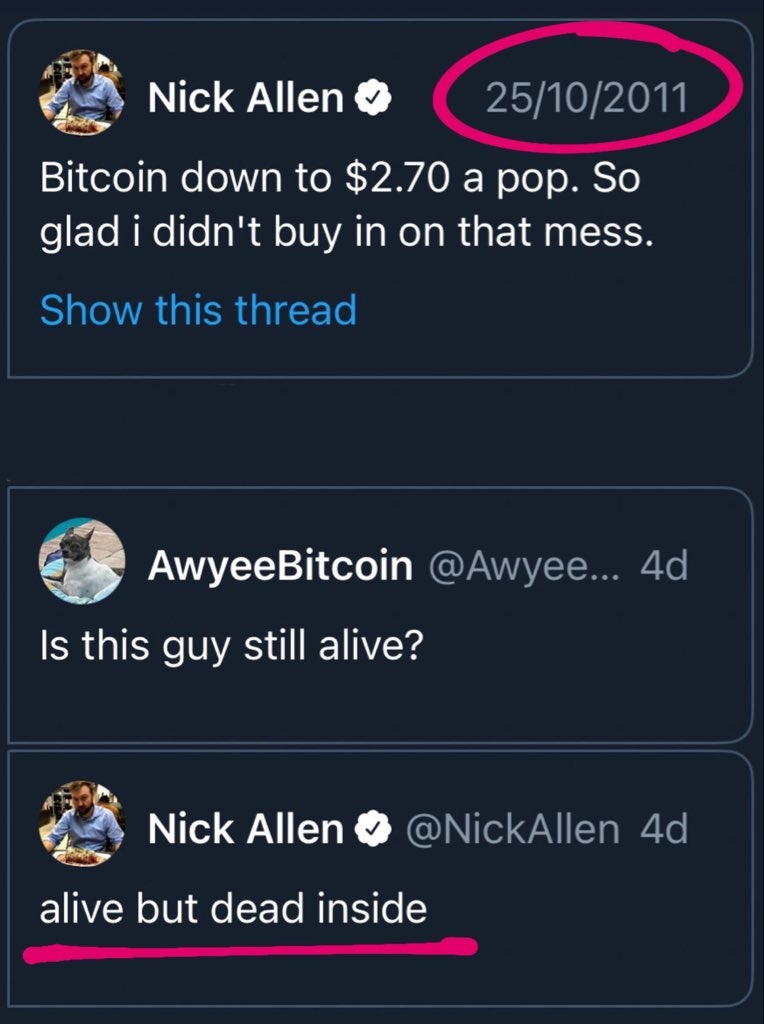 Nick Allen 25/10/2011
Bitcoin down to $2.70 a pop. So
glad i didn't buy in on that mess.
Show this thread
AwyeeBitcoin @Awyee... 4d
Is this guy still alive?
Nick Allen @NickAllen 4d
alive but dead inside